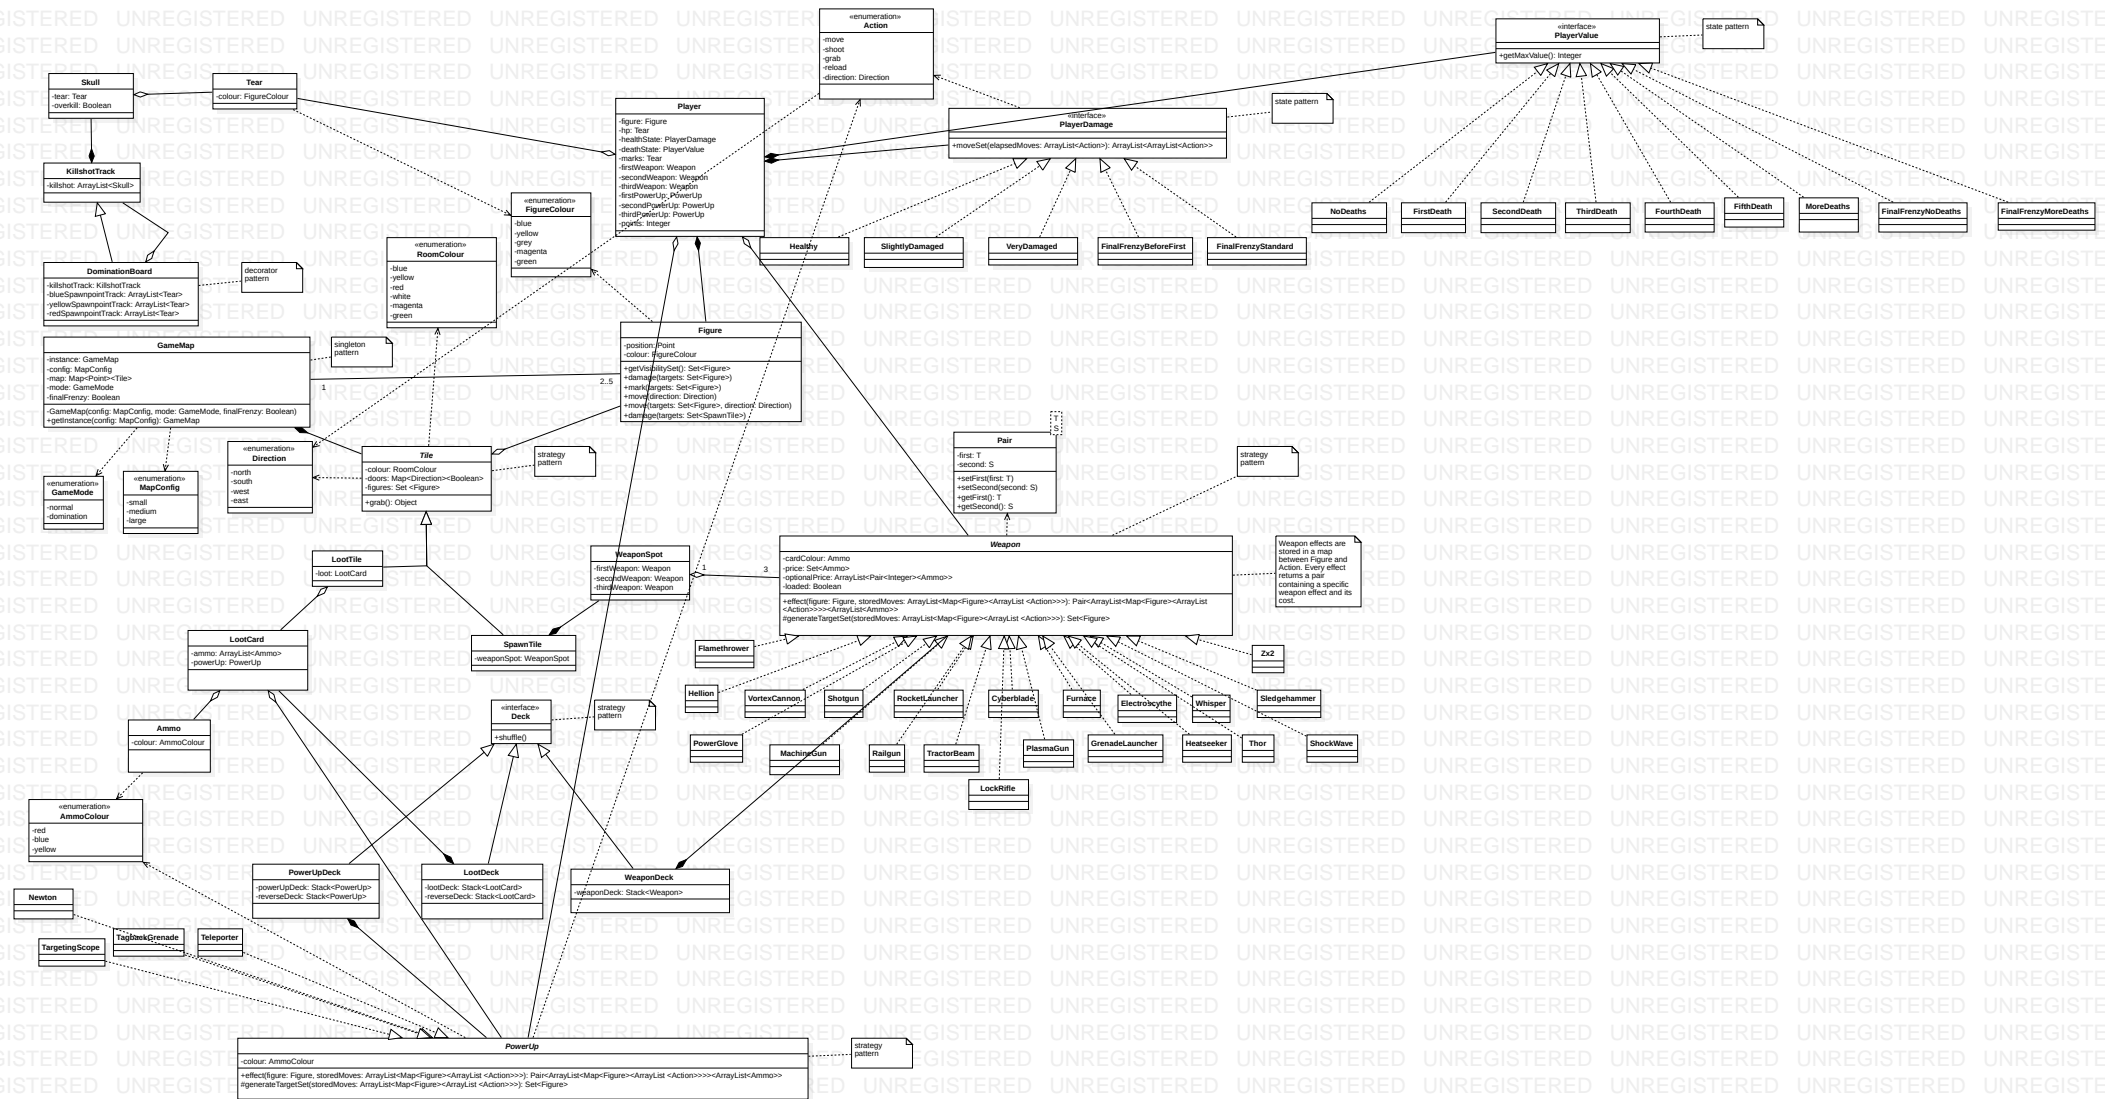 «enumeration»
Action
-move
-shoot
-grab
-reload
-direction: Direction
«interface»
PlayerValue
+getMaxValue(): Integer
state pattern
Skull
-tear: Tear
-overkill: Boolean
Tear
-colour: FigureColour
Player
-figure: Figure
-hp: Tear
-healthState: PlayerDamage
-deathState: PlayerValue
-marks: Tear
-firstWeapon: Weapon
-secondWeapon: Weapon
-thirdWeapon: Weapon
-firstPowerUp: PowerUp
-secondPowerUp: PowerUp
-thirdPowerUp: PowerUp
-points: Integer
«interface»
PlayerDamage
+moveSet(elapsedMoves: ArrayList<Action>): ArrayList<ArrayList<Action>>
state pattern
KillshotTrack
-killshot: ArrayList<Skull>
«enumeration»
FigureColour
-blue
-yellow
-grey
-magenta
-green
NoDeaths
FirstDeath
SecondDeath
ThirdDeath
FourthDeath
FifthDeath
MoreDeaths
FinalFrenzyNoDeaths
FinalFrenzyMoreDeaths
Healthy
SlightlyDamaged
VeryDamaged
FinalFrenzyBeforeFirst
FinalFrenzyStandard
«enumeration»
RoomColour
-blue
-yellow
-red
-white
-magenta
-green
DominationBoard
-killshotTrack: KillshotTrack
-blueSpawnpointTrack: ArrayList<Tear>
-yellowSpawnpointTrack: ArrayList<Tear>
-redSpawnpointTrack: ArrayList<Tear>
decorator
pattern
GameMap
-instance: GameMap
-config: MapConfig
-map: Map<Point><Tile>
-mode: GameMode
-finalFrenzy: Boolean
-GameMap(config: MapConfig, mode: GameMode, finalFrenzy: Boolean)
+getInstance(config: MapConfig): GameMap
singleton
pattern
1
2..5
Figure
-position: Point
-colour: FigureColour
+getVisibilitySet(): Set<Figure>
+damage(targets: Set<Figure>)
+mark(targets: Set<Figure>)
+move(direction: Direction)
+move(targets: Set<Figure>, direction: Direction)
+damage(targets: Set<SpawnTile>)
«enumeration»
GameMode
-normal
-domination
«enumeration»
MapConfig
-small
-medium
-large
«enumeration»
Direction
-north
-south
-west
-east
Tile
-colour: RoomColour
-doors: Map<Direction><Boolean>
-figures: Set <Figure>
+grab(): Object
strategy
pattern
T
S
Pair
-first: T
-second: S
+setFirst(first: T)
+setSecond(second: S)
+getFirst(): T
+getSecond(): S
strategy
pattern
LootTile
-loot: LootCard
WeaponSpot
-firstWeapon: Weapon
-secondWeapon: Weapon
-thirdWeapon: Weapon
1
3
Weapon
-cardColour: Ammo
-price: Set<Ammo>
-optionalPrice: ArrayList<Pair<Integer><Ammo>>
-loaded: Boolean
+effect(figure: Figure, storedMoves: ArrayList<Map<Figure><ArrayList <Action>>>): Pair<ArrayList<Map<Figure><ArrayList
<Action>>>><ArrayList<Ammo>>
#generateTargetSet(storedMoves: ArrayList<Map<Figure><ArrayList <Action>>>): Set<Figure>
Weapon effects are
stored in a map
between Figure and
Action. Every effect
returns a pair
containing a specific
weapon effect and its
cost.
LootCard
-ammo: ArrayList<Ammo>
-powerUp: PowerUp
SpawnTile
-weaponSpot: WeaponSpot
Flamethrower
Zx2
Hellion
VortexCannon
Shotgun
RocketLauncher
Cyberblade
Furnace
Electroscythe
Whisper
Sledgehammer
PowerGlove
MachineGun
Railgun
TractorBeam
PlasmaGun
GrenadeLauncher
Heatseeker
Thor
ShockWave
LockRifle
Ammo
-colour: AmmoColour
«interface»
Deck
+shuffle()
strategy
pattern
«enumeration»
AmmoColour
-red
-blue
-yellow
PowerUpDeck
-powerUpDeck: Stack<PowerUp>
-reverseDeck: Stack<PowerUp>
LootDeck
-lootDeck: Stack<LootCard>
-reverseDeck: Stack<LootCard>
WeaponDeck
-weaponDeck: Stack<Weapon>
Newton
TargetingScope
TagbackGrenade
Teleporter
PowerUp
-colour: AmmoColour
+effect(figure: Figure, storedMoves: ArrayList<Map<Figure><ArrayList <Action>>>): Pair<ArrayList<Map<Figure><ArrayList <Action>>>><ArrayList<Ammo>>
#generateTargetSet(storedMoves: ArrayList<Map<Figure><ArrayList <Action>>>): Set<Figure>
strategy
pattern
UNREGISTERED